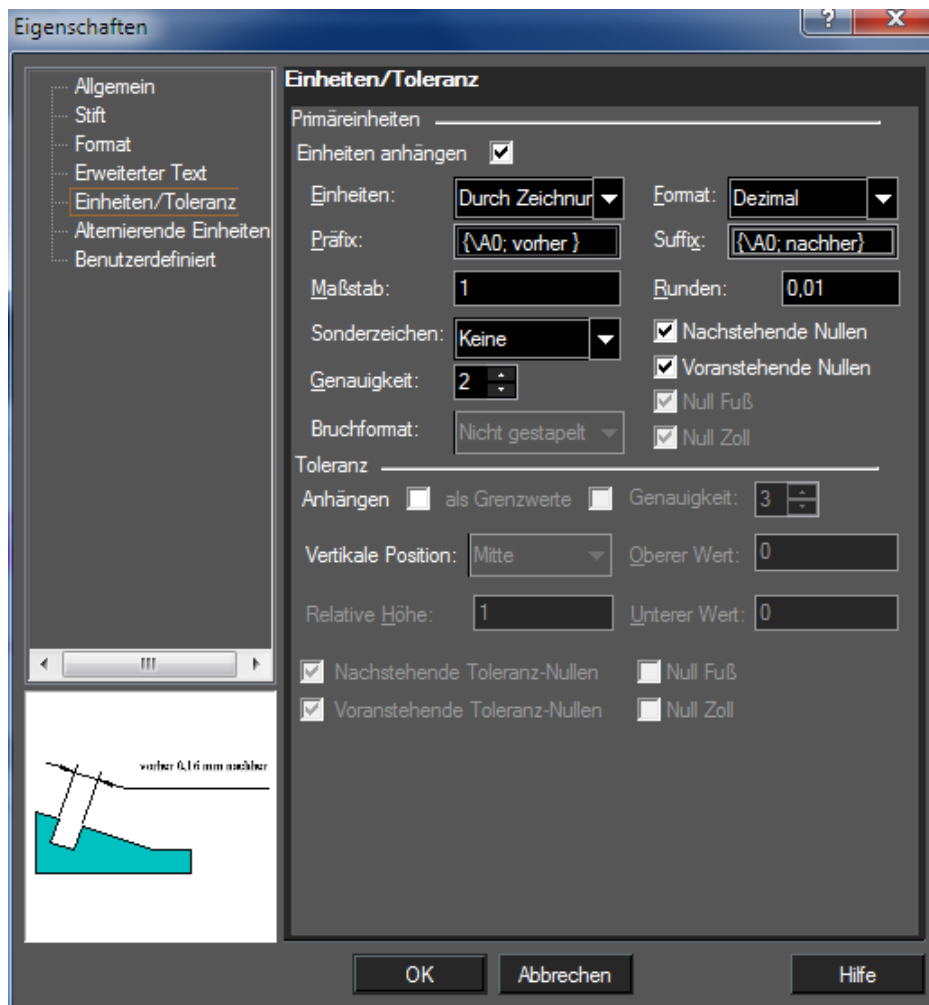 Eigenschaften
?
X
Allgemein
Stift
Format
Erweiterter Text
Einheiten/Toleranz
Alternierende Einheiten
Benutzerdefiniert
vorher 0,16 mm nachher
Einheiten/Toleranz
Primäreinheiten
Einheiten anhängen
Einheiten: Durch Zeichnur Format: Dezimal
Präfix: {\A0; vorher } Suffix: {\A0; nachher}
Maßstab: 1 Runden: 0,01
Sonderzeichen: Keine Nachstehende Nullen
Voranstehende Nullen
Genauigkeit: 2 Null Fuß
Bruchformat: Nicht gestapelt Null Zoll
Toleranz
Anhängen als Grenzwerte Genauigkeit: 3
Vertikale Position: Mitte Oberer Wert: 0
Relative Höhe: 1 Unterer Wert: 0
Nachstehende Toleranz-Nullen Null Fuß
Voranstehende Toleranz-Nullen Null Zoll
OK Abbrechen Hilfe